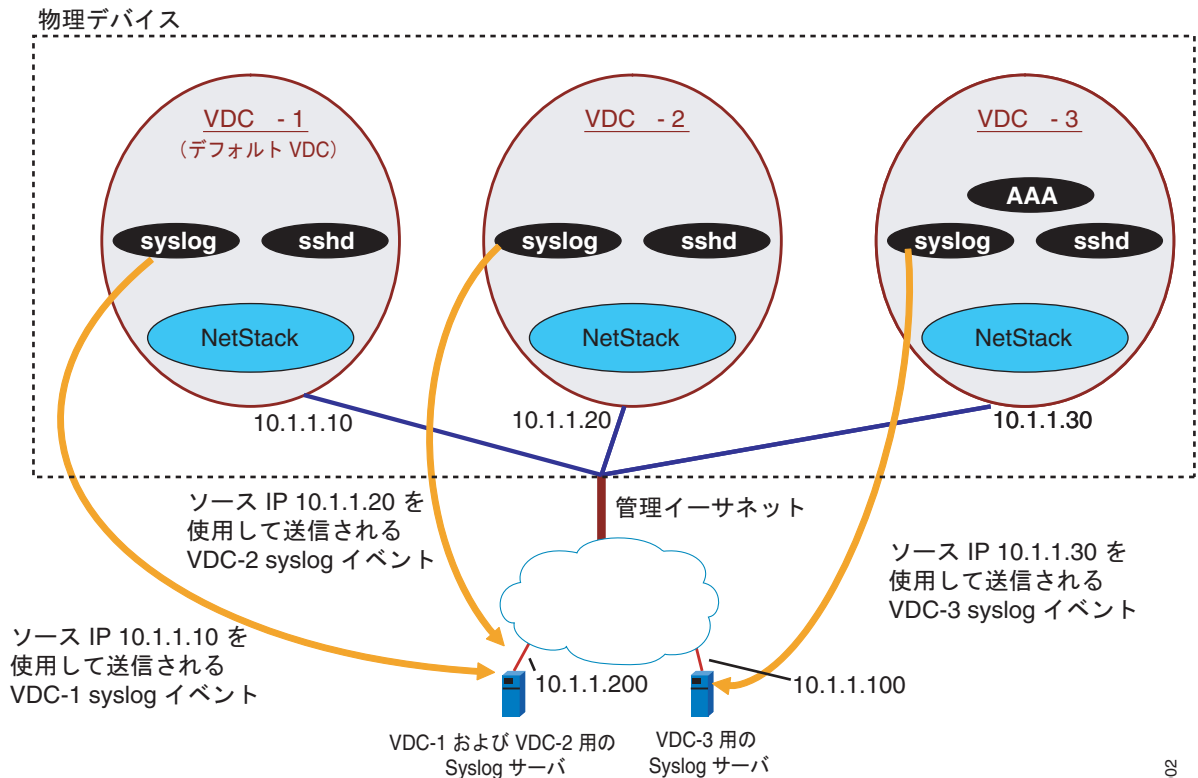 物理デバイス
VDC - 1
（デフォルト VDC）
VDC - 2
VDC - 3
AAA
syslog
sshd
syslog
sshd
syslog
sshd
NetStack
NetStack
NetStack
10.1.1.10
10.1.1.20
10.1.1.30
管理イーサネット
ソース IP 10.1.1.20 を
使用して送信される
VDC-2 syslog イベント
ソース IP 10.1.1.30 を
使用して送信される
VDC-3 syslog イベント
ソース IP 10.1.1.10 を
使用して送信される
VDC-1 syslog イベント
10.1.1.200
10.1.1.100
VDC-1 および VDC-2 用の
Syslog サーバ
VDC-3 用の
Syslog サーバ
02